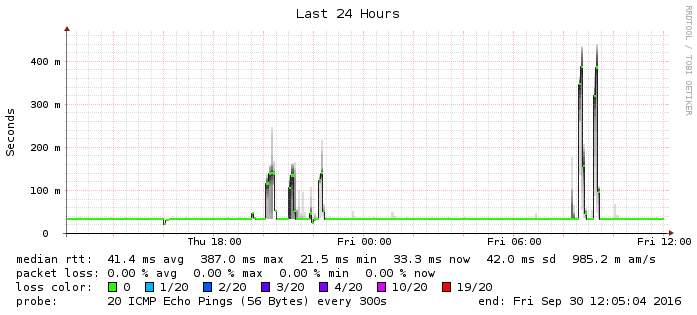 Last 24 Hours
RRDTOOL / TOBI OETIKER
Seconds
400 m
300 m
200 m
100 m
0
Thu 18:00 Fri 00:00 Fri 06:00 Fri 12:00
median rtt: 41.4 ms avg 387.0 ms max 21.5 ms min 33.3 ms now 42.0 ms sd 985.2 m am/s
packet loss: 0.00 % avg 0.00 % max 0.00 % min 0.00 % now
loss color: 0 1/20 2/20 3/20 4/20 10/20 19/20
probe: 20 ICMP Echo Pings (56 Bytes) every 300s end: Fri Sep 30 12:05:04 2016